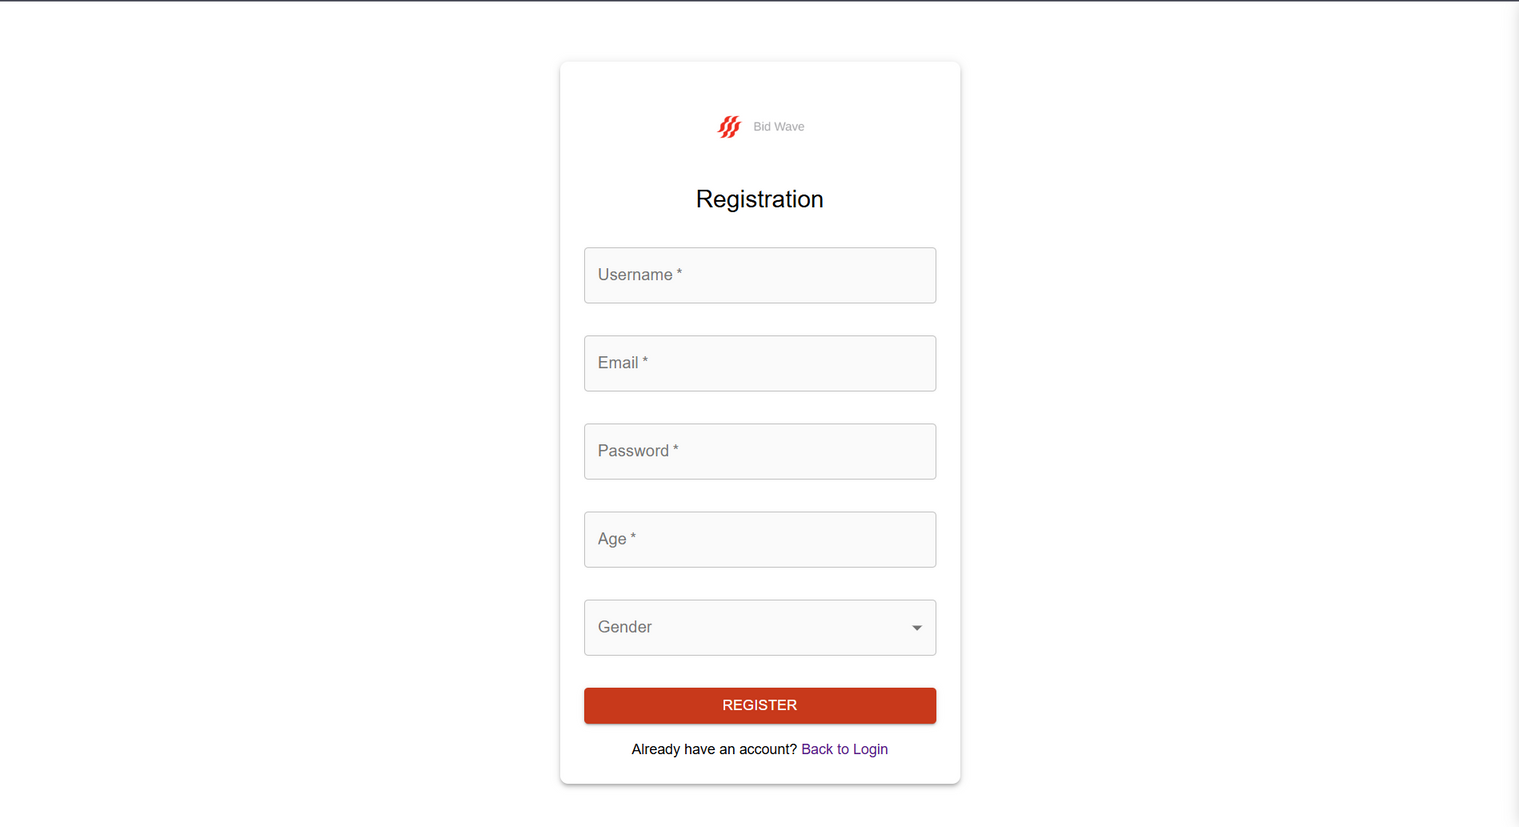 Bid Wave
Registration
Username *
Email *
Password *
Age *
Gender
REGISTER
Already have an account? Back to Login